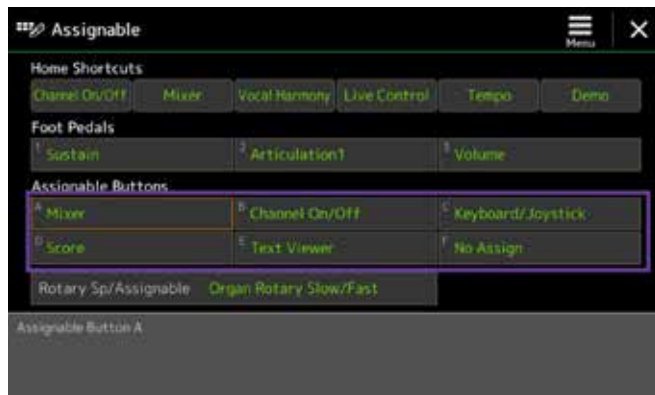 Assignable
Menu
Home Shortcuts
Channel On/Off Mixer Vocal Harmony Live Control Tempo Demo
Foot Pedals
1 Sustain 2 Articulation1 3 Volume
Assignable Buttons
A Mixer B Channel On/Off C Keyboard/Joystick
D Score E Text Viewer F No Assign
Rotary Sp/Assignable Organ Rotary Slow/Fast
Assignable Button A